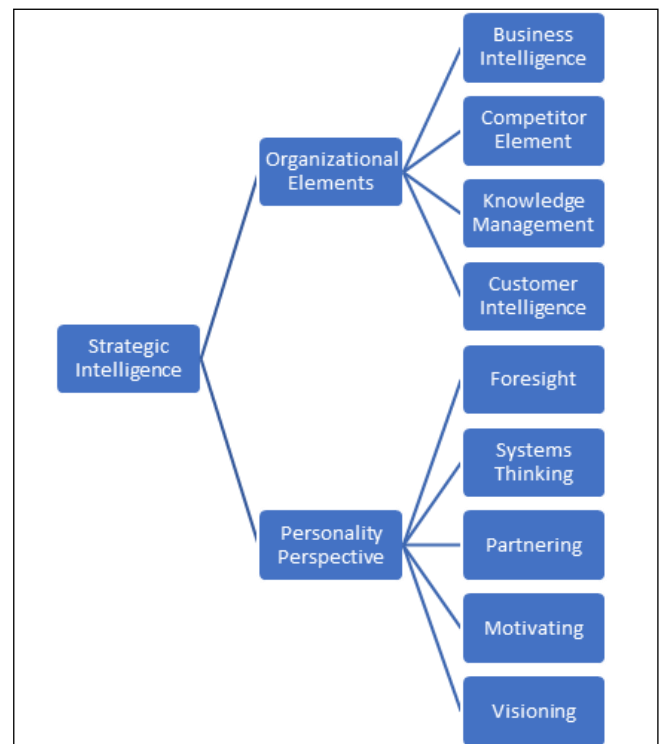 Strategic
Intelligence
Organizational
Elements
Business
Intelligence
Competitor
Element
Knowledge
Management
Customer
Intelligence
Personality
Perspective
Foresight
Systems
Thinking
Partnering
Motivating
Visioning